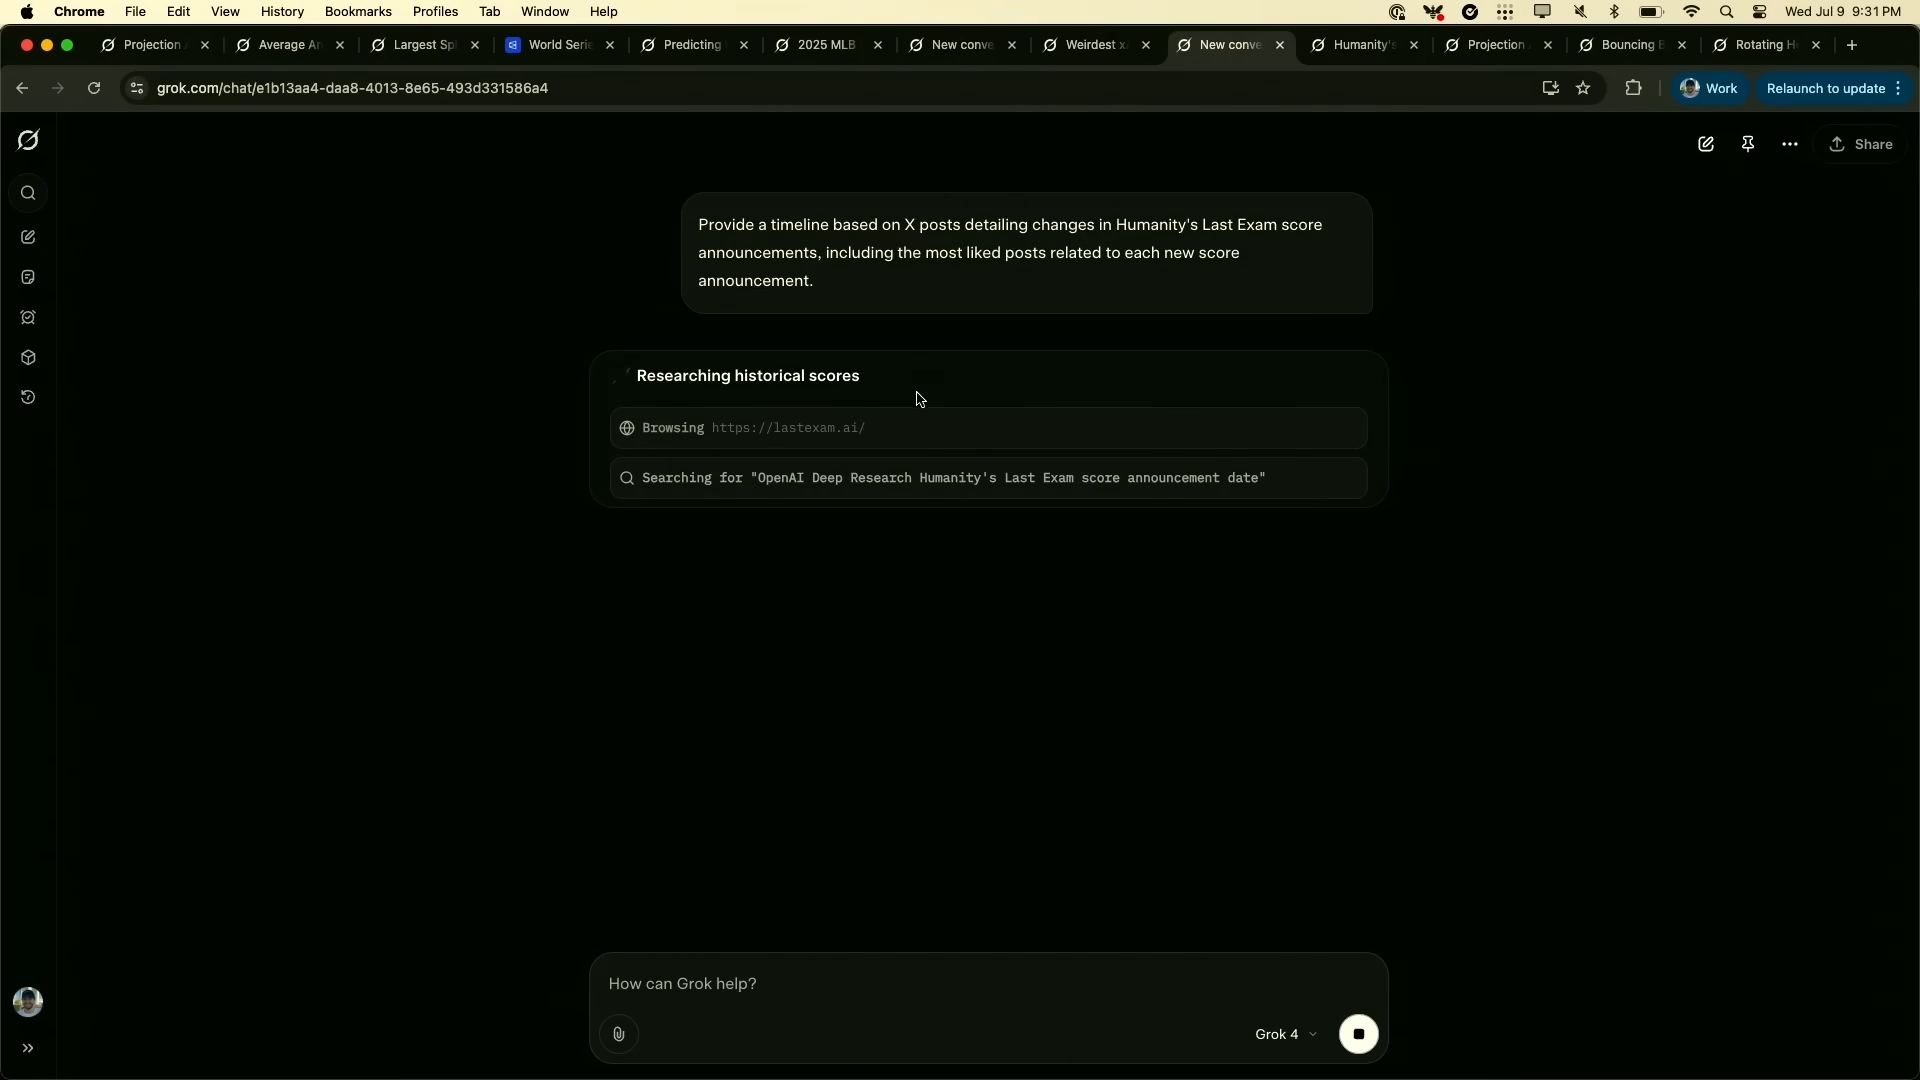 Chrome File Edit View History Bookmarks Profiles Tab Window Help Wed Jul 9 9:31 PM
Projection Average Largest Sp World Serie Predicting 2025 MLB New conve Weirdest x New conve Humanity's Projection Bouncing B Rotating H
grok.com/chat/e1b13aa4-daa8-4013-8e65-493d331586a4 Work Relaunch to update
Share
Provide a timeline based on X posts detailing changes in Humanity's Last Exam score
announcements, including the most liked posts related to each new score
announcement.
Researching historical scores
Browsing https://lastexam.ai/
Searching for "OpenAI Deep Research Humanity's Last Exam score announcement date"
How can Grok help?
Grok 4